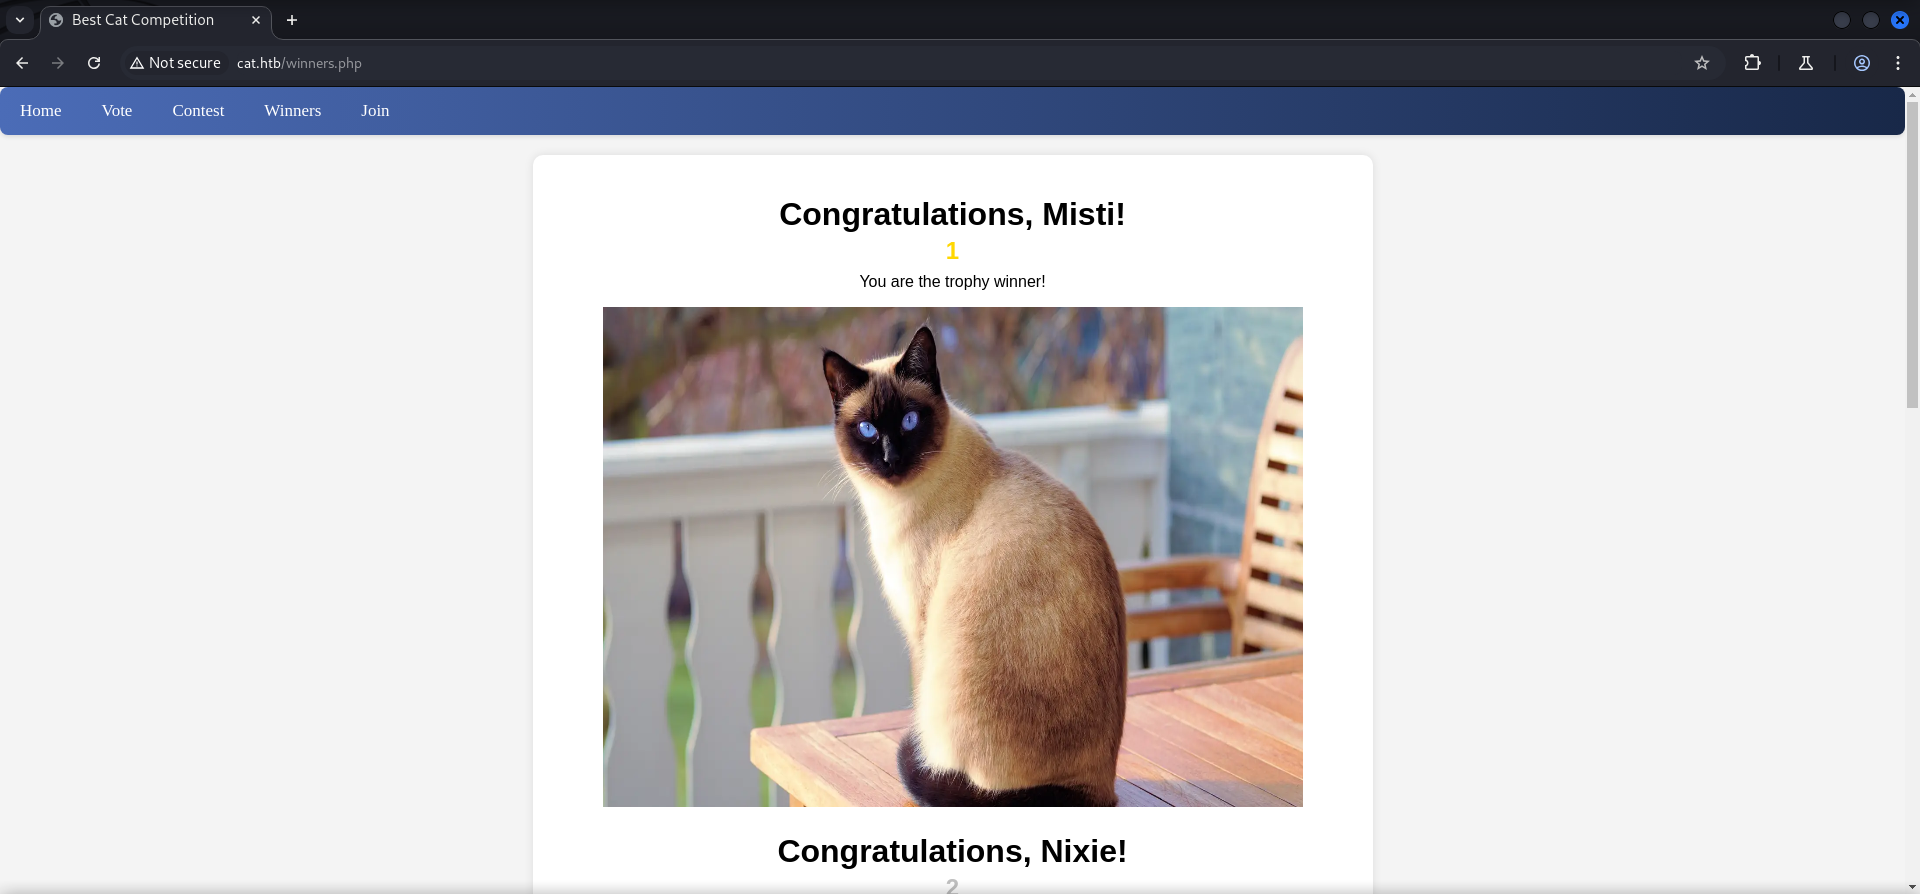 Best Cat Competition
Not secure cat.htb/winners.php
Home Vote Contest Winners Join
Congratulations, Misti!
1
You are the trophy winner!
Congratulations, Nixie!
2